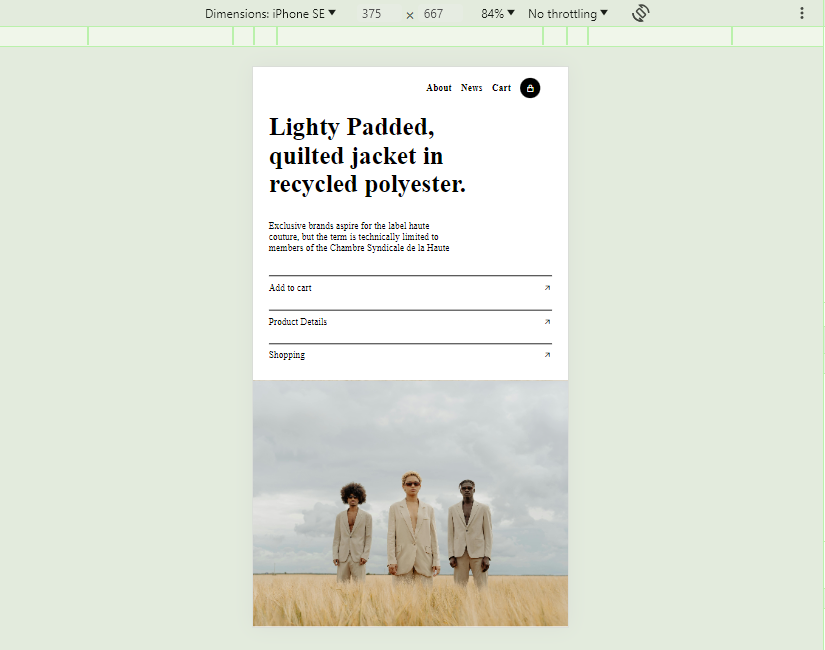 Dimensions: iPhone SE 375 × 667 84% No throttling
About News Cart
Lighty Padded,
quilted jacket in
recycled polyester.
Exclusive brands aspire for the label haute
couture, but the term is technically limited to
members of the Chambre Syndicale de la Haute
Add to cart
Product Details
Shopping